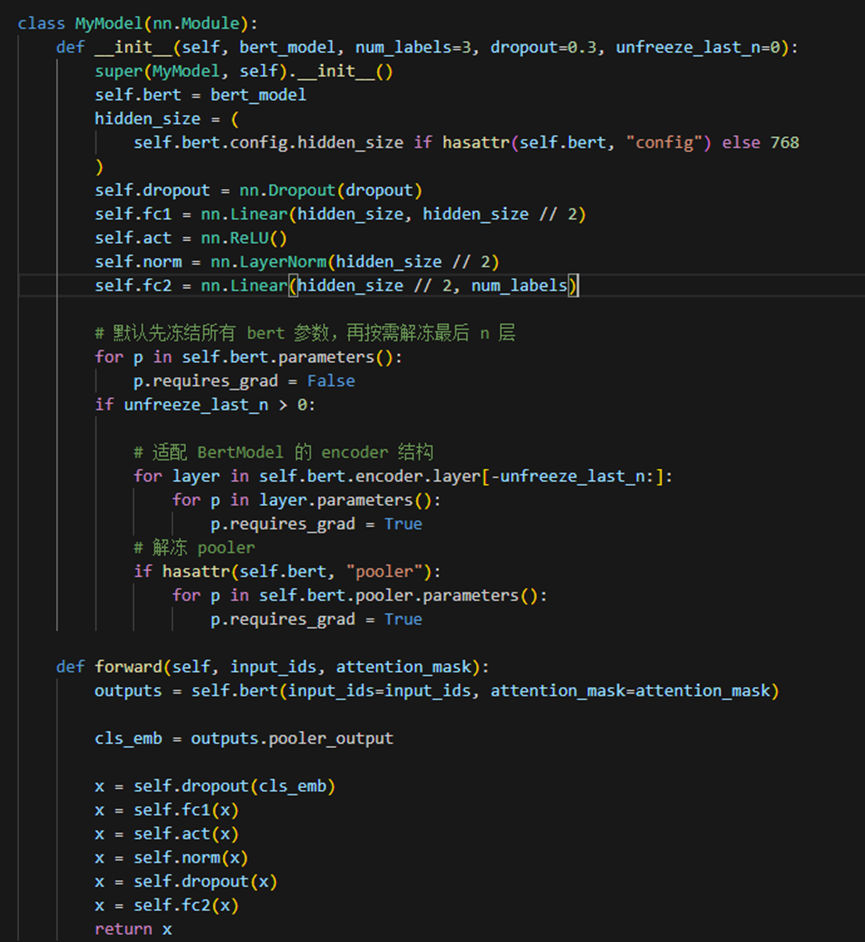 class MyModel(nn.Module):
    def __init__(self, bert_model, num_labels=3, dropout=0.3, unfreeze_last_n=0):
        super(MyModel, self).__init__()
        self.bert = bert_model
        hidden_size = (
            self.bert.config.hidden_size if hasattr(self.bert, "config") else 768
        )
        self.dropout = nn.Dropout(dropout)
        self.fc1 = nn.Linear(hidden_size, hidden_size // 2)
        self.act = nn.ReLU()
        self.norm = nn.LayerNorm(hidden_size // 2)
        self.fc2 = nn.Linear(hidden_size // 2, num_labels)
        # 默认先冻结所有 bert 参数，再按需解冻最后 n 层
        for p in self.bert.parameters():
            p.requires_grad = False
        if unfreeze_last_n > 0:
            # 适配 BertModel 的 encoder 结构
            for layer in self.bert.encoder.layer[-unfreeze_last_n:]:
                for p in layer.parameters():
                    p.requires_grad = True
            # 解冻 pooler
            if hasattr(self.bert, "pooler"):
                for p in self.bert.pooler.parameters():
                    p.requires_grad = True
    def forward(self, input_ids, attention_mask):
        outputs = self.bert(input_ids=input_ids, attention_mask=attention_mask)
        cls_emb = outputs.pooler_output
        x = self.dropout(cls_emb)
        x = self.fc1(x)
        x = self.act(x)
        x = self.norm(x)
        x = self.dropout(x)
        x = self.fc2(x)
        return x